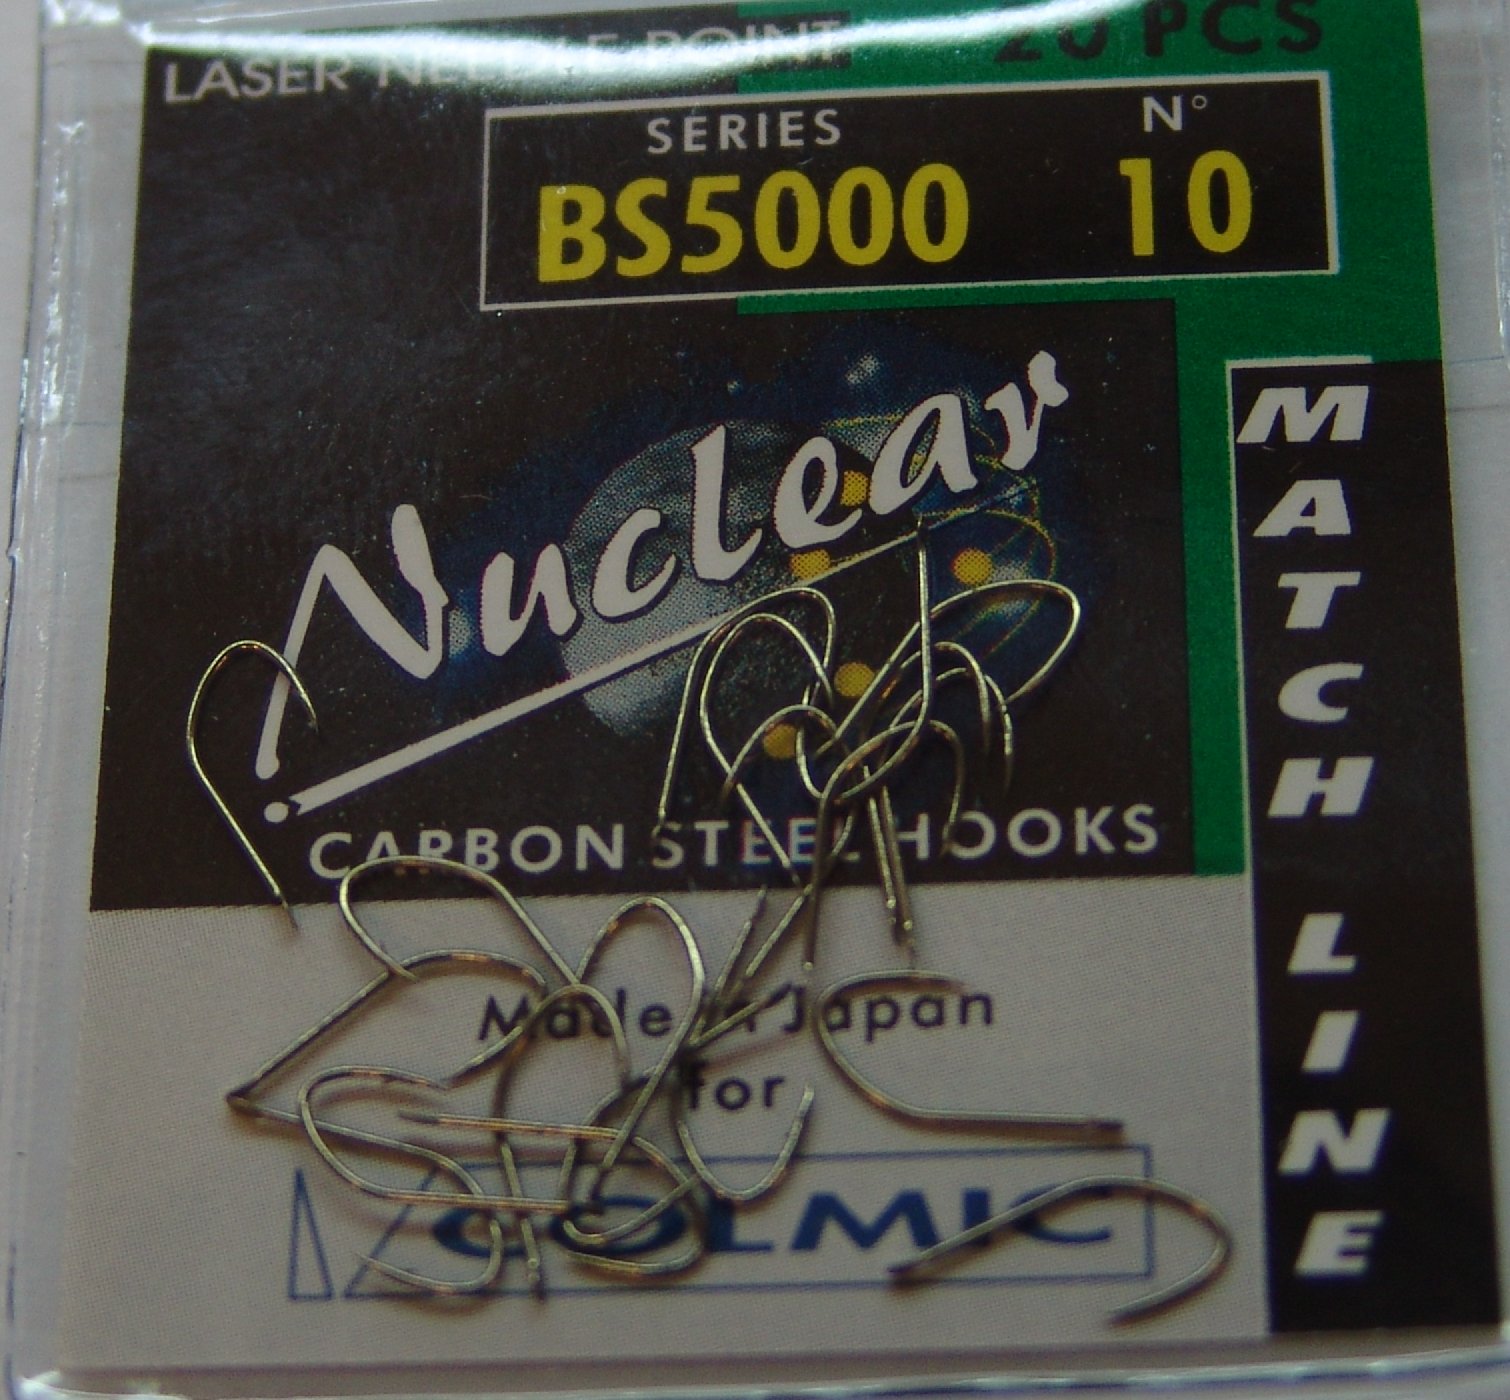 LASER NEEDLE POINT
20 PCS
SERIES N°
BS5000 10
Nuclear
CARBON STEEL HOOKS
MATCH LINE
Made in Japan
for
COLMIC